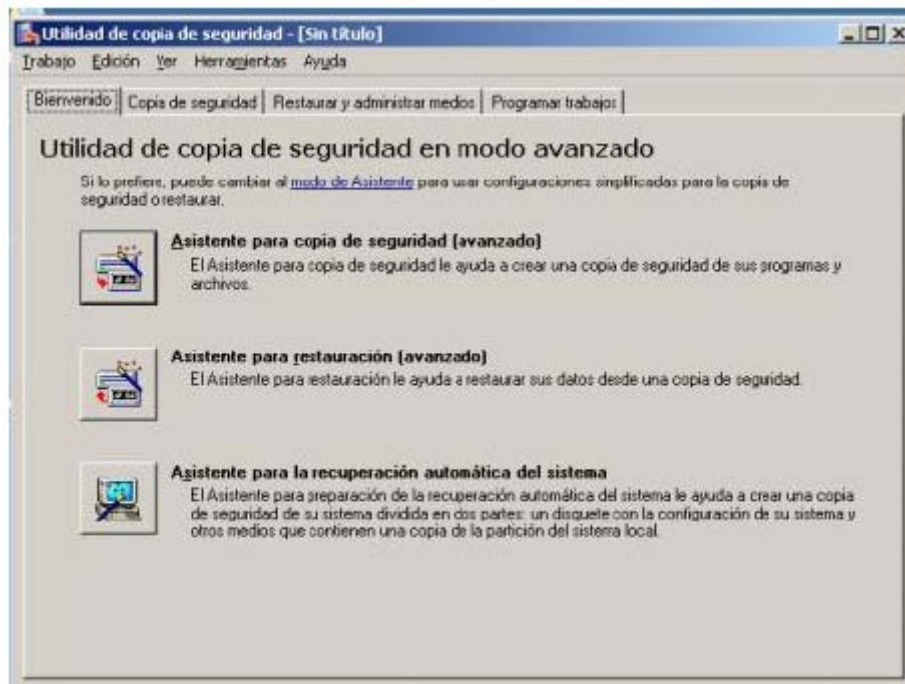 Utilidad de copia de seguridad - [Sin título]
Trabajo Edición Ver Herramientas Ayuda
Bienvenido Copia de seguridad Restaurar y administrar medios Programar trabajos
Utilidad de copia de seguridad en modo avanzado
Si lo prefiere, puede cambiar al modo de Asistente para usar configuraciones simplificadas para la copia de
seguridad o restaurar.
Asistente para copia de seguridad (avanzado)
El Asistente para copia de seguridad le ayuda a crear una copia de seguridad de sus programas y
archivos.
Asistente para restauración (avanzado)
El Asistente para restauración le ayuda a restaurar sus datos desde una copia de seguridad.
Asistente para la recuperación automática del sistema
El Asistente para preparación de la recuperación automática del sistema le ayuda a crear una copia
de seguridad de su sistema dividida en dos partes: un disquete con la configuración de su sistema y
otros medios que contienen una copia de la partición del sistema local.